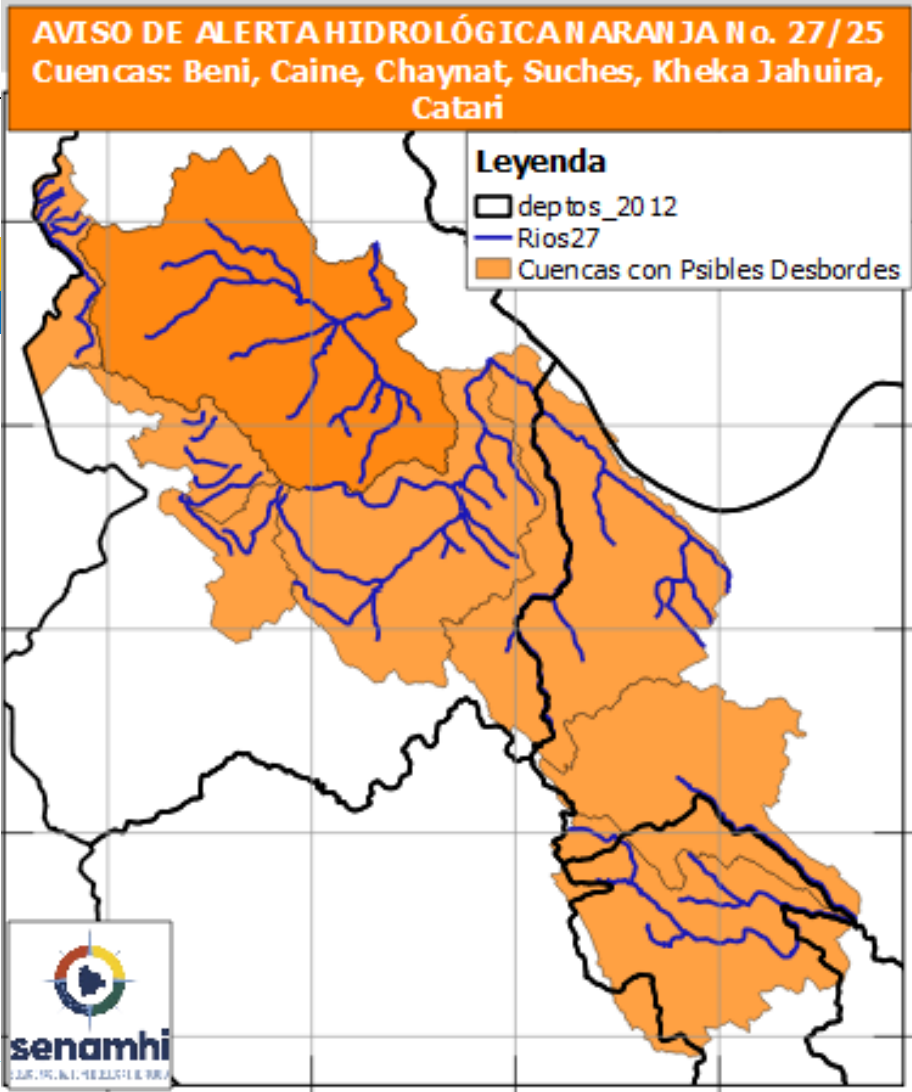 AVISO DE ALERTA HIDROLÓGICA NARANJA No. 27/25
Cuencas: Beni, Caine, Chaynat, Suches, Kheka Jahuira,
Catari
Leyenda
deptos_2012
Rios27
Cuencas con Psibles Desbordes
senamhi